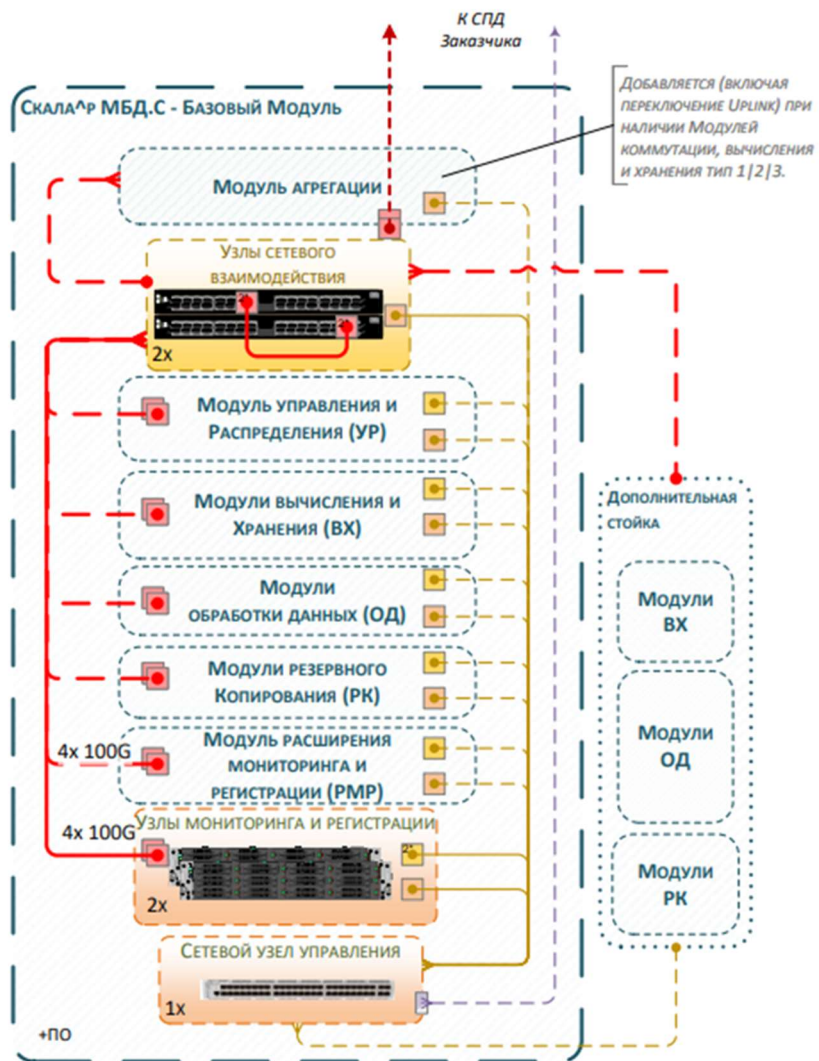 К СПД
Заказчика
Скала^р МБД.С - Базовый Модуль
Добавляется (включая
переключение Uplink) при
наличии Модулей
коммутации, вычисления
и хранения тип 1|2|3.
Модуль агрегации
Узлы сетевого
взаимодействия
2x
Модуль управления и
Распределения (УР)
Модули вычисления и
Хранения (ВХ)
Модули
обработки данных (ОД)
Модули резервного
Копирования (РК)
4x 100G
Модуль расширения
мониторинга и
регистрации (РМР)
Узлы мониторинга и регистрации
4x 100G
2x
Сетевой узел управления
1x
+ПО
Дополнительная
стойка
Модули
ВХ
Модули
ОД
Модули
РК